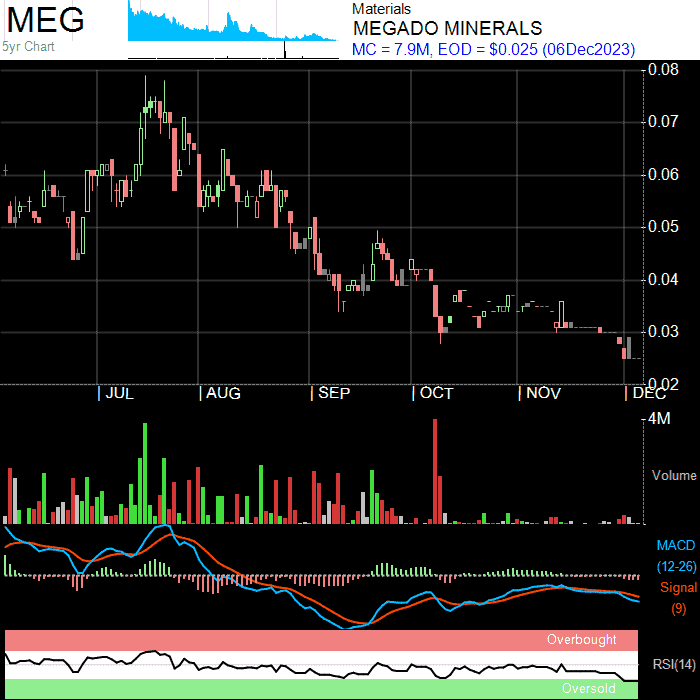 MEG
5yr Chart
Materials
MEGADO MINERALS
MC = 7.9M, EOD = $0.025 (06Dec2023)
0.08
0.07
0.06
0.05
0.04
0.03
0.02
| JUL | AUG | SEP | OCT | NOV | DEC
4M
Volume
MACD
(12-26)
Signal
(9)
Overbought
RSI(14)
Oversold